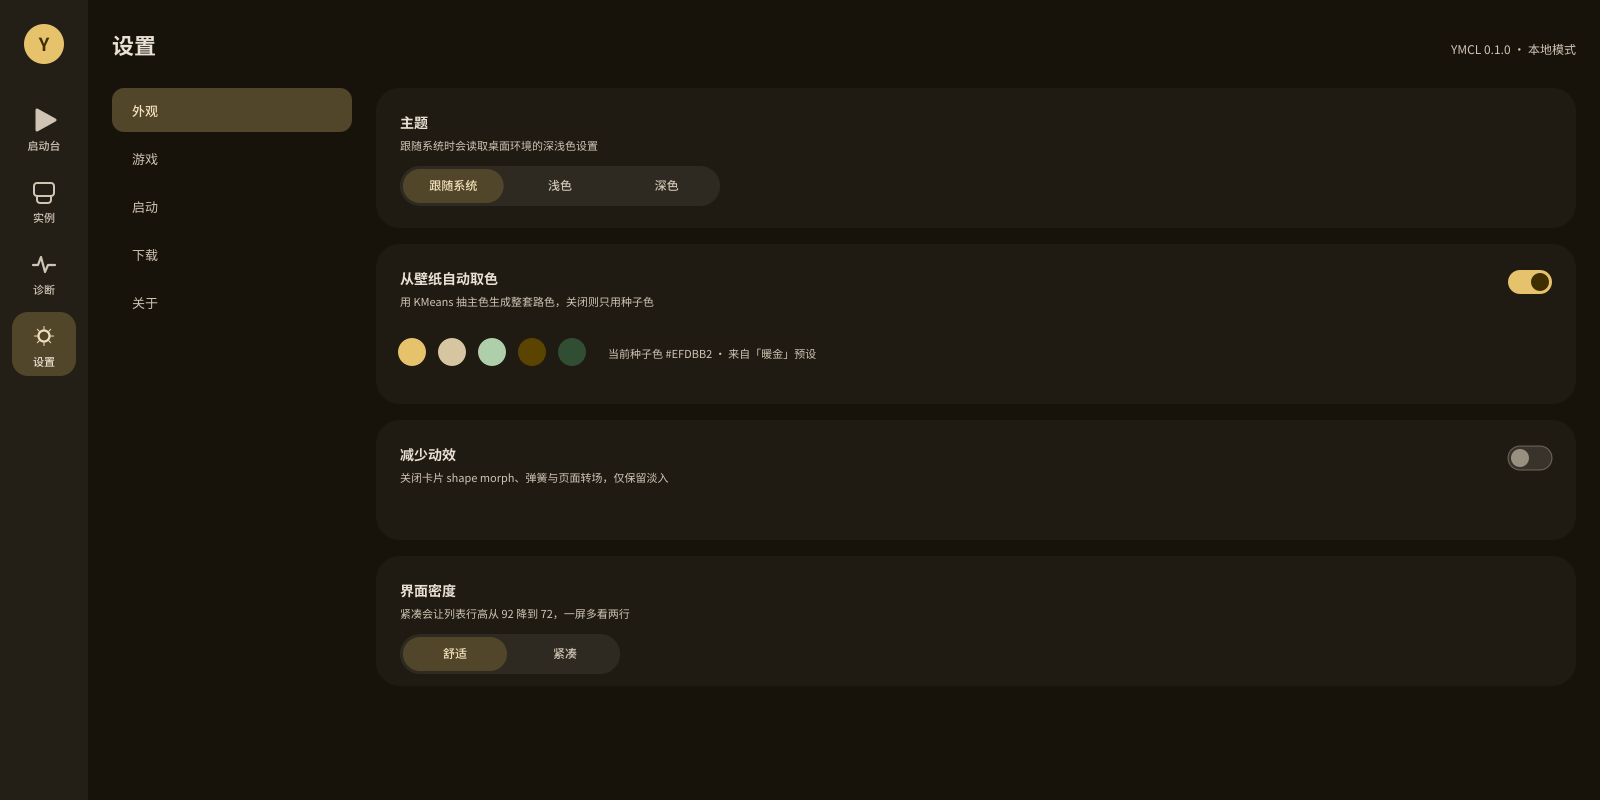 Y
启动台
实例
诊断
设置
设置
YMCL 0.1.0 · 本地模式
外观
游戏
启动
下载
关于
主题
跟随系统时会读取桌面环境的深浅色设置
跟随系统
浅色
深色
从壁纸自动取色
用 KMeans 抽主色生成整套路色，关闭则只用种子色
当前种子色 #EFDBB2 · 来自「暖金」预设
减少动效
关闭卡片 shape morph、弹簧与页面转场，仅保留淡入
界面密度
紧凑会让列表行高从 92 降到 72，一屏多看两行
舒适
紧凑